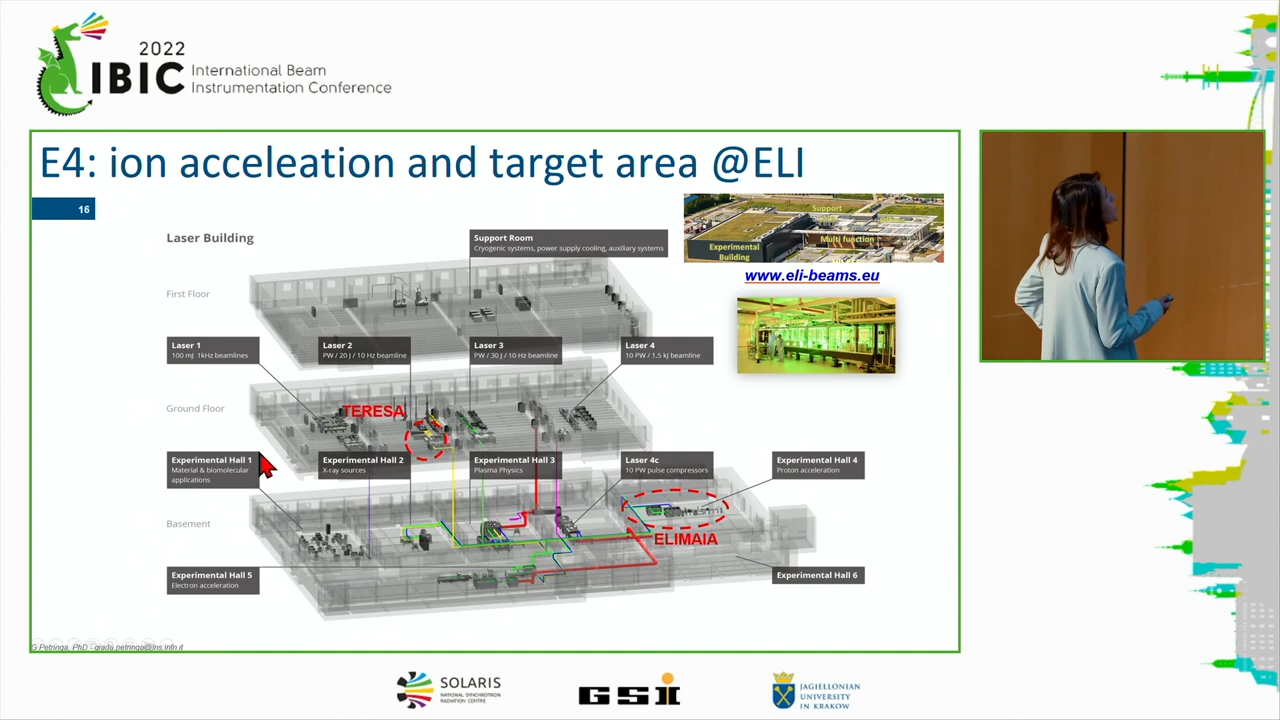 2022
IBIC International Beam
Instrumentation Conference
E4: ion acceleation and target area @ELI
16
Laser Building
Support Room
Cryogenic systems, power supply cooling, auxiliary systems
Support
Multi function
Experimental
Building
www.eli-beams.eu
First Floor
Laser 1
100 mJ 1kHz beamlines
Laser 2
PW / 20 J / 10 Hz beamline
Laser 3
PW / 30 J / 10 Hz beamline
Laser 4
10 PW / 1.5 kJ beamline
Ground Floor
TERESA
Experimental Hall 1
Material & biomolecular
applications
Experimental Hall 2
X-ray sources
Experimental Hall 3
Plasma Physics
Laser 4c
10 PW pulse compressors
Experimental Hall 4
Proton acceleration
Basement
ELIMAIA
Experimental Hall 5
Electron acceleration
Experimental Hall 6
G Petringa, PhD - giada.petringa@lns.infn.it
SOLARIS
NATIONAL SYNCHROTRON
RADIATION CENTRE
GSI
JAGIELLONIAN
UNIVERSITY
IN KRAKOW